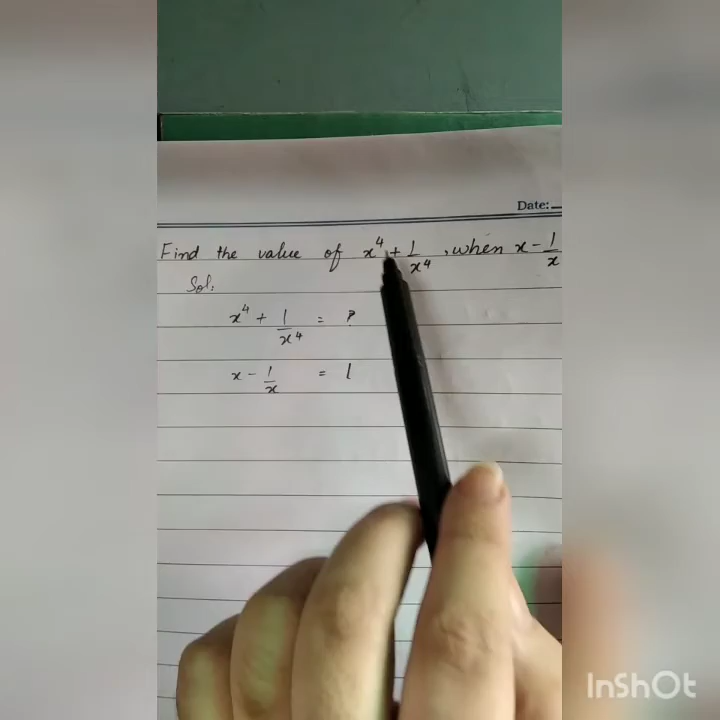 Date:
Find the value of x⁴ + 1/x⁴, when x - 1/x
Sol:
x⁴ + 1/x⁴ = ?
x - 1/x = 1
InShOt